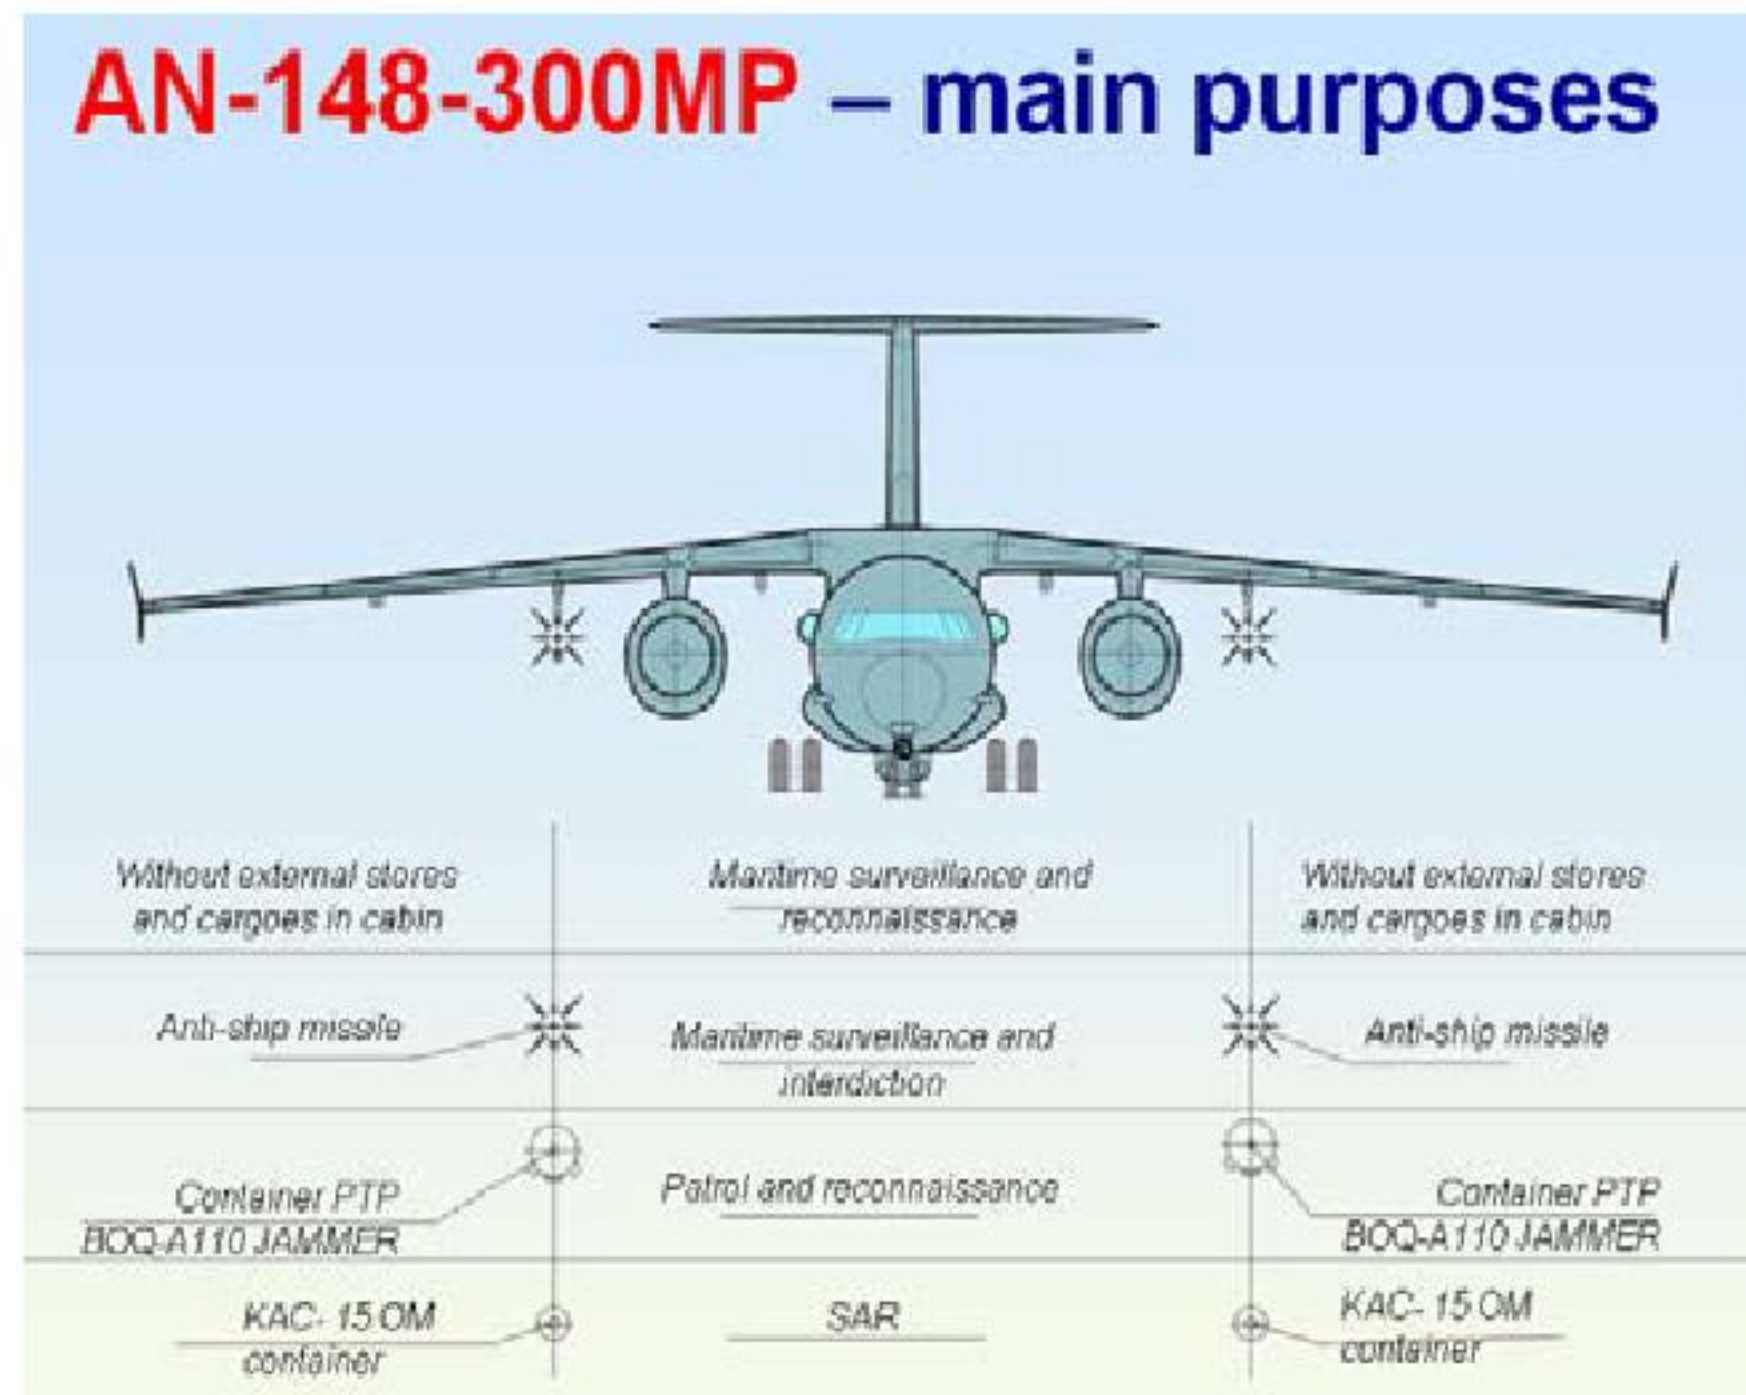 AN-148-300MP – main purposes
Without external stores
and cargoes in cabin
Maritime surveillance and
reconnaissance
Without external stores
and cargoes in cabin
Anti-ship missile
Maritime surveillance and
interdiction
Anti-ship missile
Container PTP
BOQ-A110 JAMMER
Patrol and reconnaissance
Container PTP
BOQ-A110 JAMMER
KAC- 15 OM
container
SAR
KAC- 15 OM
container